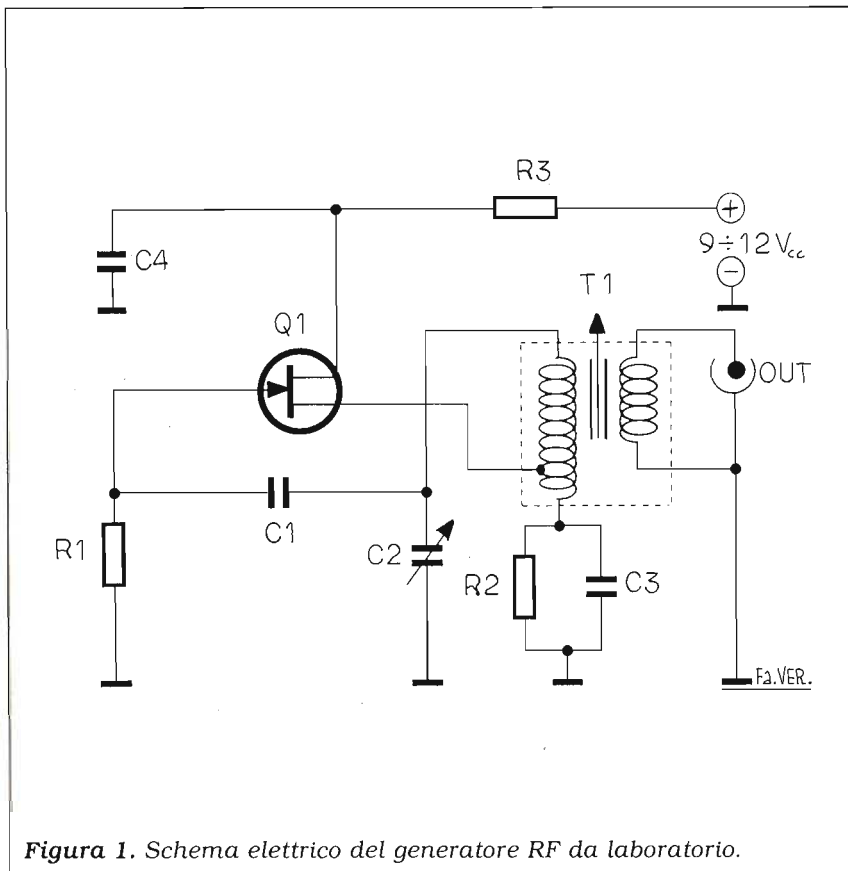 R3
+
9÷12Vcc
−
C4
T1
Q1
OUT
C1
R1
C2
R2
C3
Fa.VER.
Figura 1. Schema elettrico del generatore RF da laboratorio.